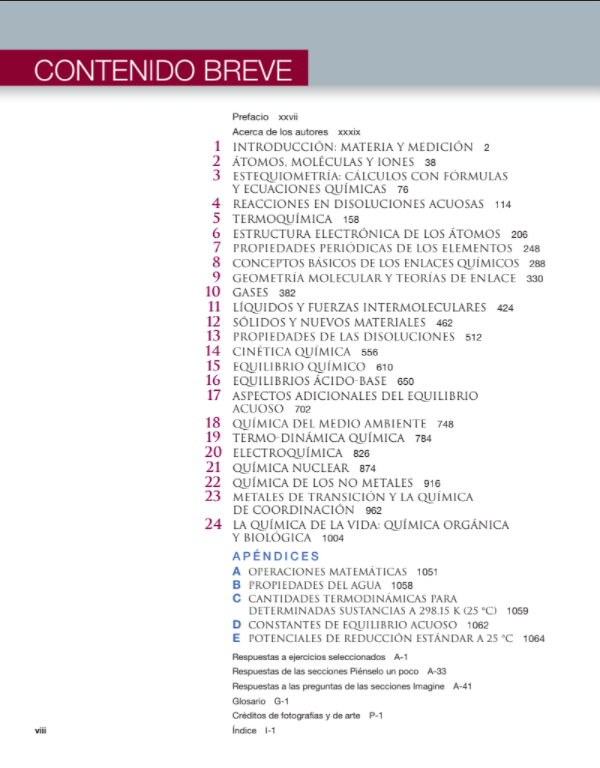 CONTENIDO BREVE
Prefacio xxvii
Acerca de los autores xxxix
1 INTRODUCCIÓN: MATERIA Y MEDICIÓN 2
2 ÁTOMOS, MOLÉCULAS Y IONES 38
3 ESTEQUIOMETRÍA: CÁLCULOS CON FÓRMULAS
Y ECUACIONES QUÍMICAS 76
4 REACCIONES EN DISOLUCIONES ACUOSAS 114
5 TERMOQUÍMICA 158
6 ESTRUCTURA ELECTRÓNICA DE LOS ÁTOMOS 206
7 PROPIEDADES PERIÓDICAS DE LOS ELEMENTOS 248
8 CONCEPTOS BÁSICOS DE LOS ENLACES QUÍMICOS 288
9 GEOMETRÍA MOLECULAR Y TEORÍAS DE ENLACE 330
10 GASES 382
11 LÍQUIDOS Y FUERZAS INTERMOLECULARES 424
12 SÓLIDOS Y NUEVOS MATERIALES 462
13 PROPIEDADES DE LAS DISOLUCIONES 512
14 CINÉTICA QUÍMICA 556
15 EQUILIBRIO QUÍMICO 610
16 EQUILIBRIOS ÁCIDO-BASE 650
17 ASPECTOS ADICIONALES DEL EQUILIBRIO
ACUOSO 702
18 QUÍMICA DEL MEDIO AMBIENTE 748
19 TERMO-DINÁMICA QUÍMICA 784
20 ELECTROQUÍMICA 826
21 QUÍMICA NUCLEAR 874
22 QUÍMICA DE LOS NO METALES 916
23 METALES DE TRANSICIÓN Y LA QUÍMICA
DE COORDINACIÓN 962
24 LA QUÍMICA DE LA VIDA: QUÍMICA ORGÁNICA
Y BIOLÓGICA 1004
APÉNDICES
A OPERACIONES MATEMÁTICAS 1051
B PROPIEDADES DEL AGUA 1058
C CANTIDADES TERMODINÁMICAS PARA
DETERMINADAS SUSTANCIAS A 298.15 K (25 °C) 1059
D CONSTANTES DE EQUILIBRIO ACUOSO 1062
E POTENCIALES DE REDUCCIÓN ESTÁNDAR A 25 °C 1064
Respuestas a ejercicios seleccionados A-1
Respuestas de las secciones Piénselo un poco A-33
Respuestas a las preguntas de las secciones Imagine A-41
Glosario G-1
Créditos de fotografías y de arte P-1
Índice I-1
viii